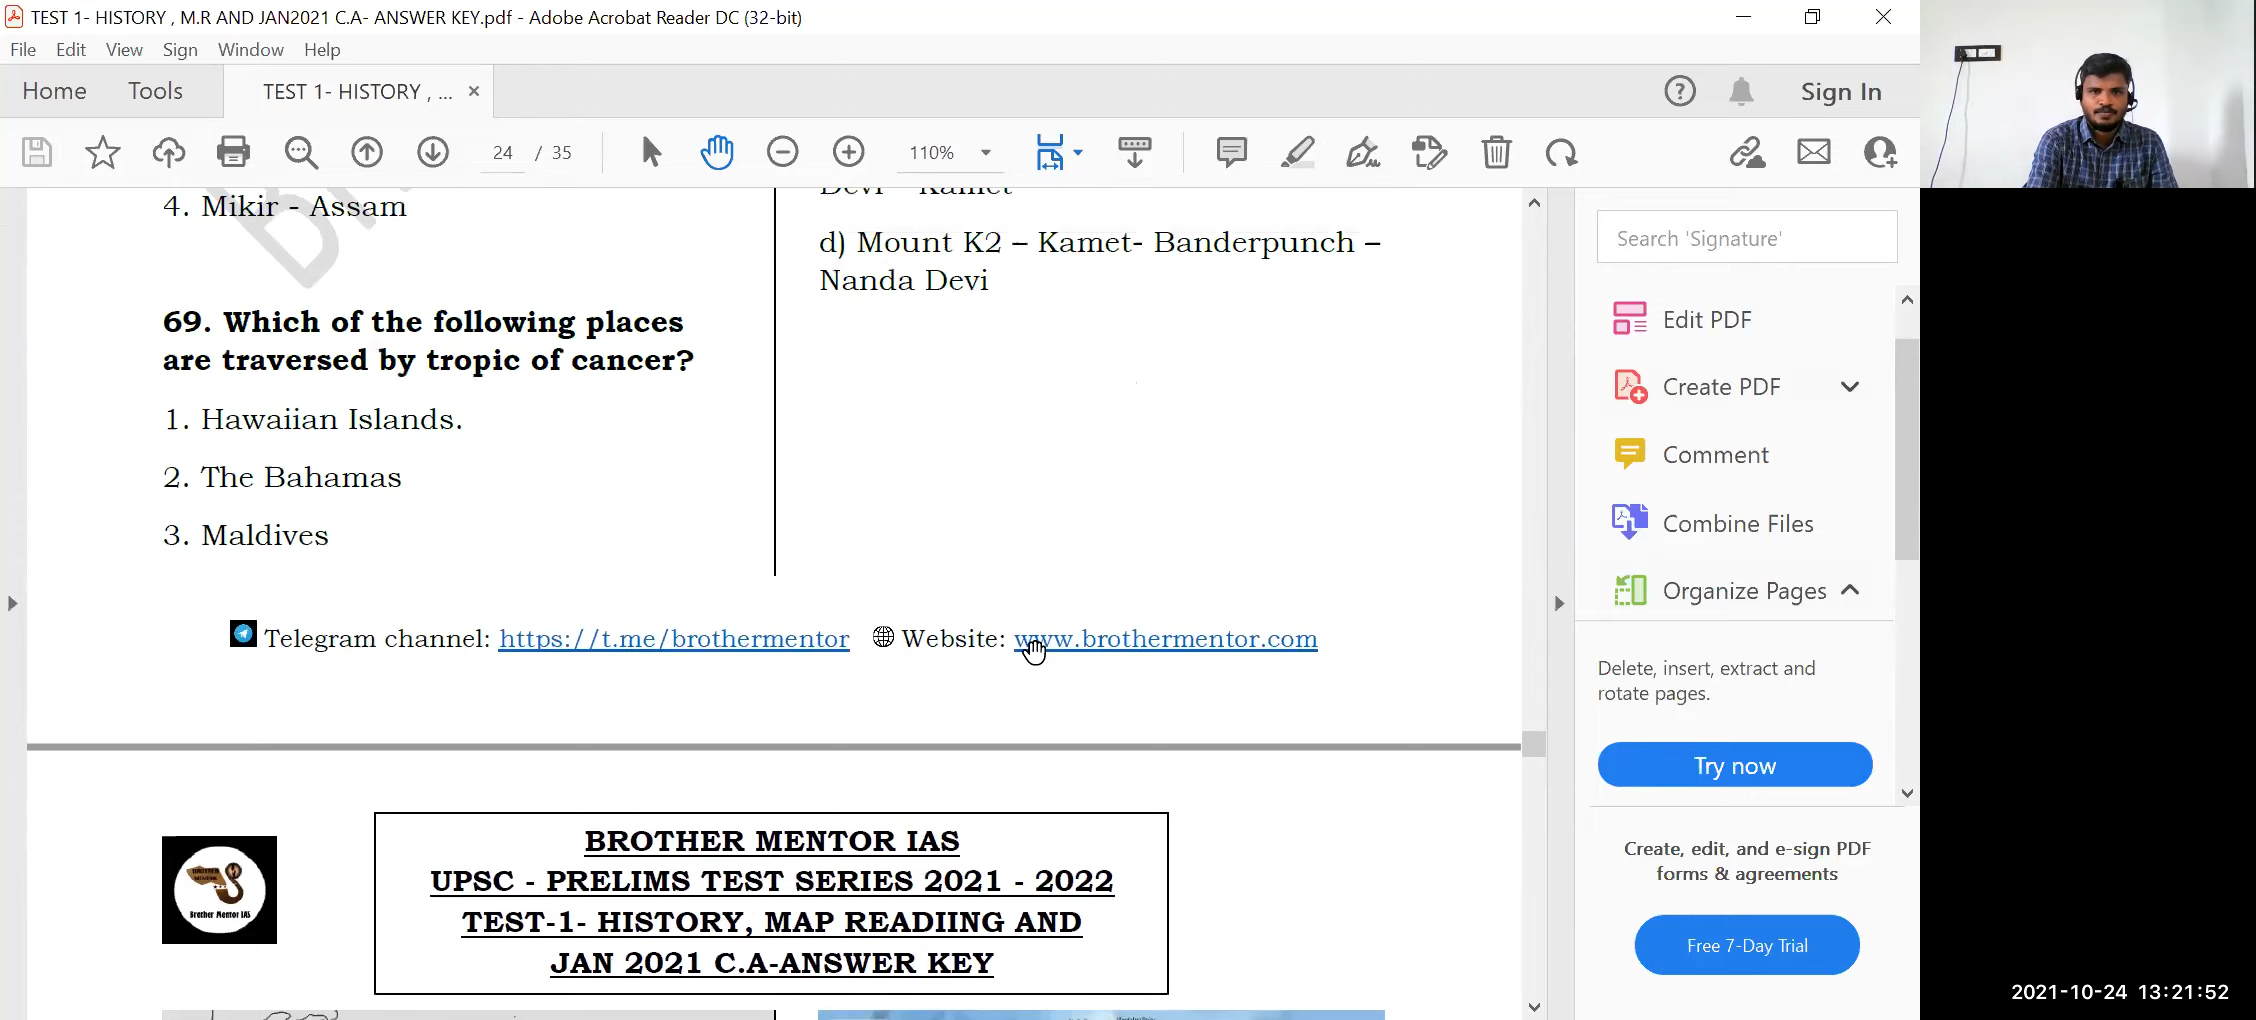 TEST 1- HISTORY , M.R AND JAN2021 C.A- ANSWER KEY.pdf - Adobe Acrobat Reader DC (32-bit)
File Edit View Sign Window Help
Home Tools TEST 1- HISTORY , ... × Sign In
24 / 35 110%
4. Mikir - Assam
69. Which of the following places
are traversed by tropic of cancer?
1. Hawaiian Islands.
2. The Bahamas
3. Maldives
Devi – Kamet
d) Mount K2 – Kamet- Banderpunch –
Nanda Devi
Telegram channel: https://t.me/brothermentor Website: www.brothermentor.com
Brother Mentor IAS
BROTHER MENTOR IAS
UPSC - PRELIMS TEST SERIES 2021 - 2022
TEST-1- HISTORY, MAP READIING AND
JAN 2021 C.A-ANSWER KEY
Search 'Signature'
Edit PDF
Create PDF
Comment
Combine Files
Organize Pages
Delete, insert, extract and
rotate pages.
Try now
Create, edit, and e-sign PDF
forms & agreements
Free 7-Day Trial
2021-10-24 13:21:52